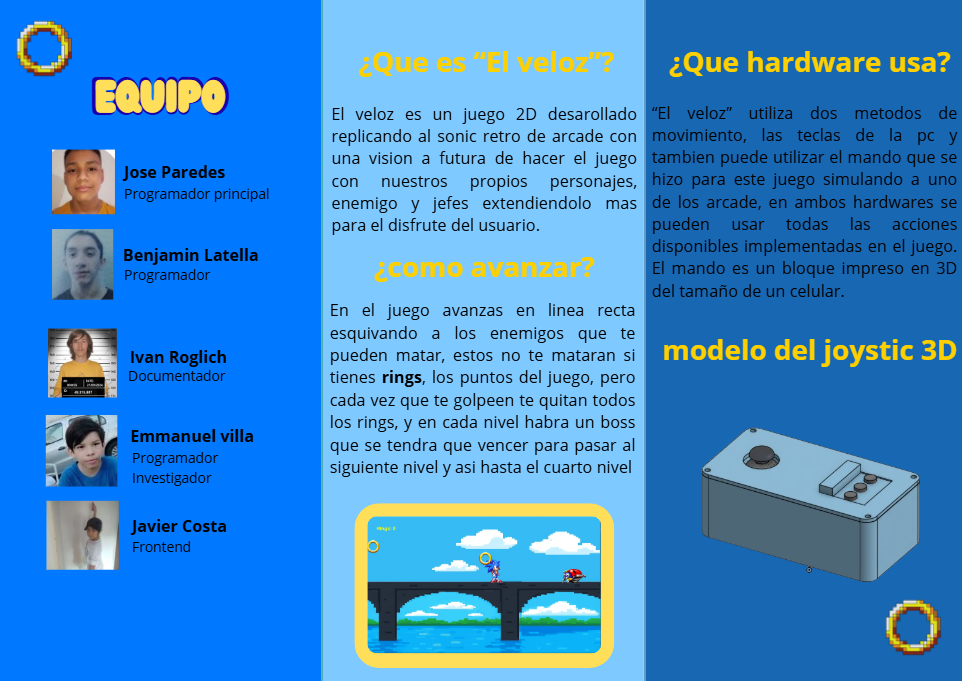 EQUIPO
Jose Paredes
Programador principal
Benjamin Latella
Programador
Ivan Roglich
Documentador
Emmanuel villa
Programador
Investigador
Javier Costa
Frontend
¿Que es “El veloz”?
El veloz es un juego 2D desarollado
replicando al sonic retro de arcade con
una vision a futura de hacer el juego
con nuestros propios personajes,
enemigo y jefes extendiendolo mas
para el disfrute del usuario.
¿como avanzar?
En el juego avanzas en linea recta
esquivando a los enemigos que te
pueden matar, estos no te mataran si
tienes rings, los puntos del juego, pero
cada vez que te golpeen te quitan todos
los rings, y en cada nivel habra un boss
que se tendra que vencer para pasar al
siguiente nivel y asi hasta el cuarto nivel
¿Que hardware usa?
“El veloz” utiliza dos metodos de
movimiento, las teclas de la pc y
tambien puede utilizar el mando que se
hizo para este juego simulando a uno
de los arcade, en ambos hardwares se
pueden usar todas las acciones
disponibles implementadas en el juego.
El mando es un bloque impreso en 3D
del tamaño de un celular.
modelo del joystic 3D